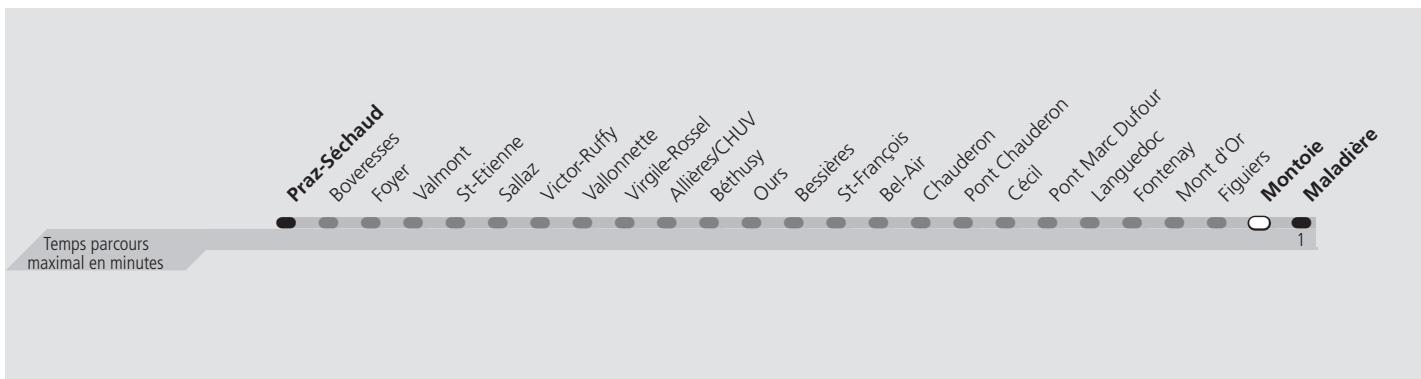 Praz-Séchaud
Boveresses
Foyer
Valmont
St-Etienne
Sallaz
Victor-Ruffy
Vallonnette
Virgile-Rossel
Allières/CHUV
Béthusy
Ours
Bessières
St-François
Bel-Air
Chauderon
Pont Chauderon
Cécil
Pont Marc Dufour
Languedoc
Fontenay
Mont d'Or
Figuiers
Montoie
Maladière
Temps parcours
maximal en minutes
1